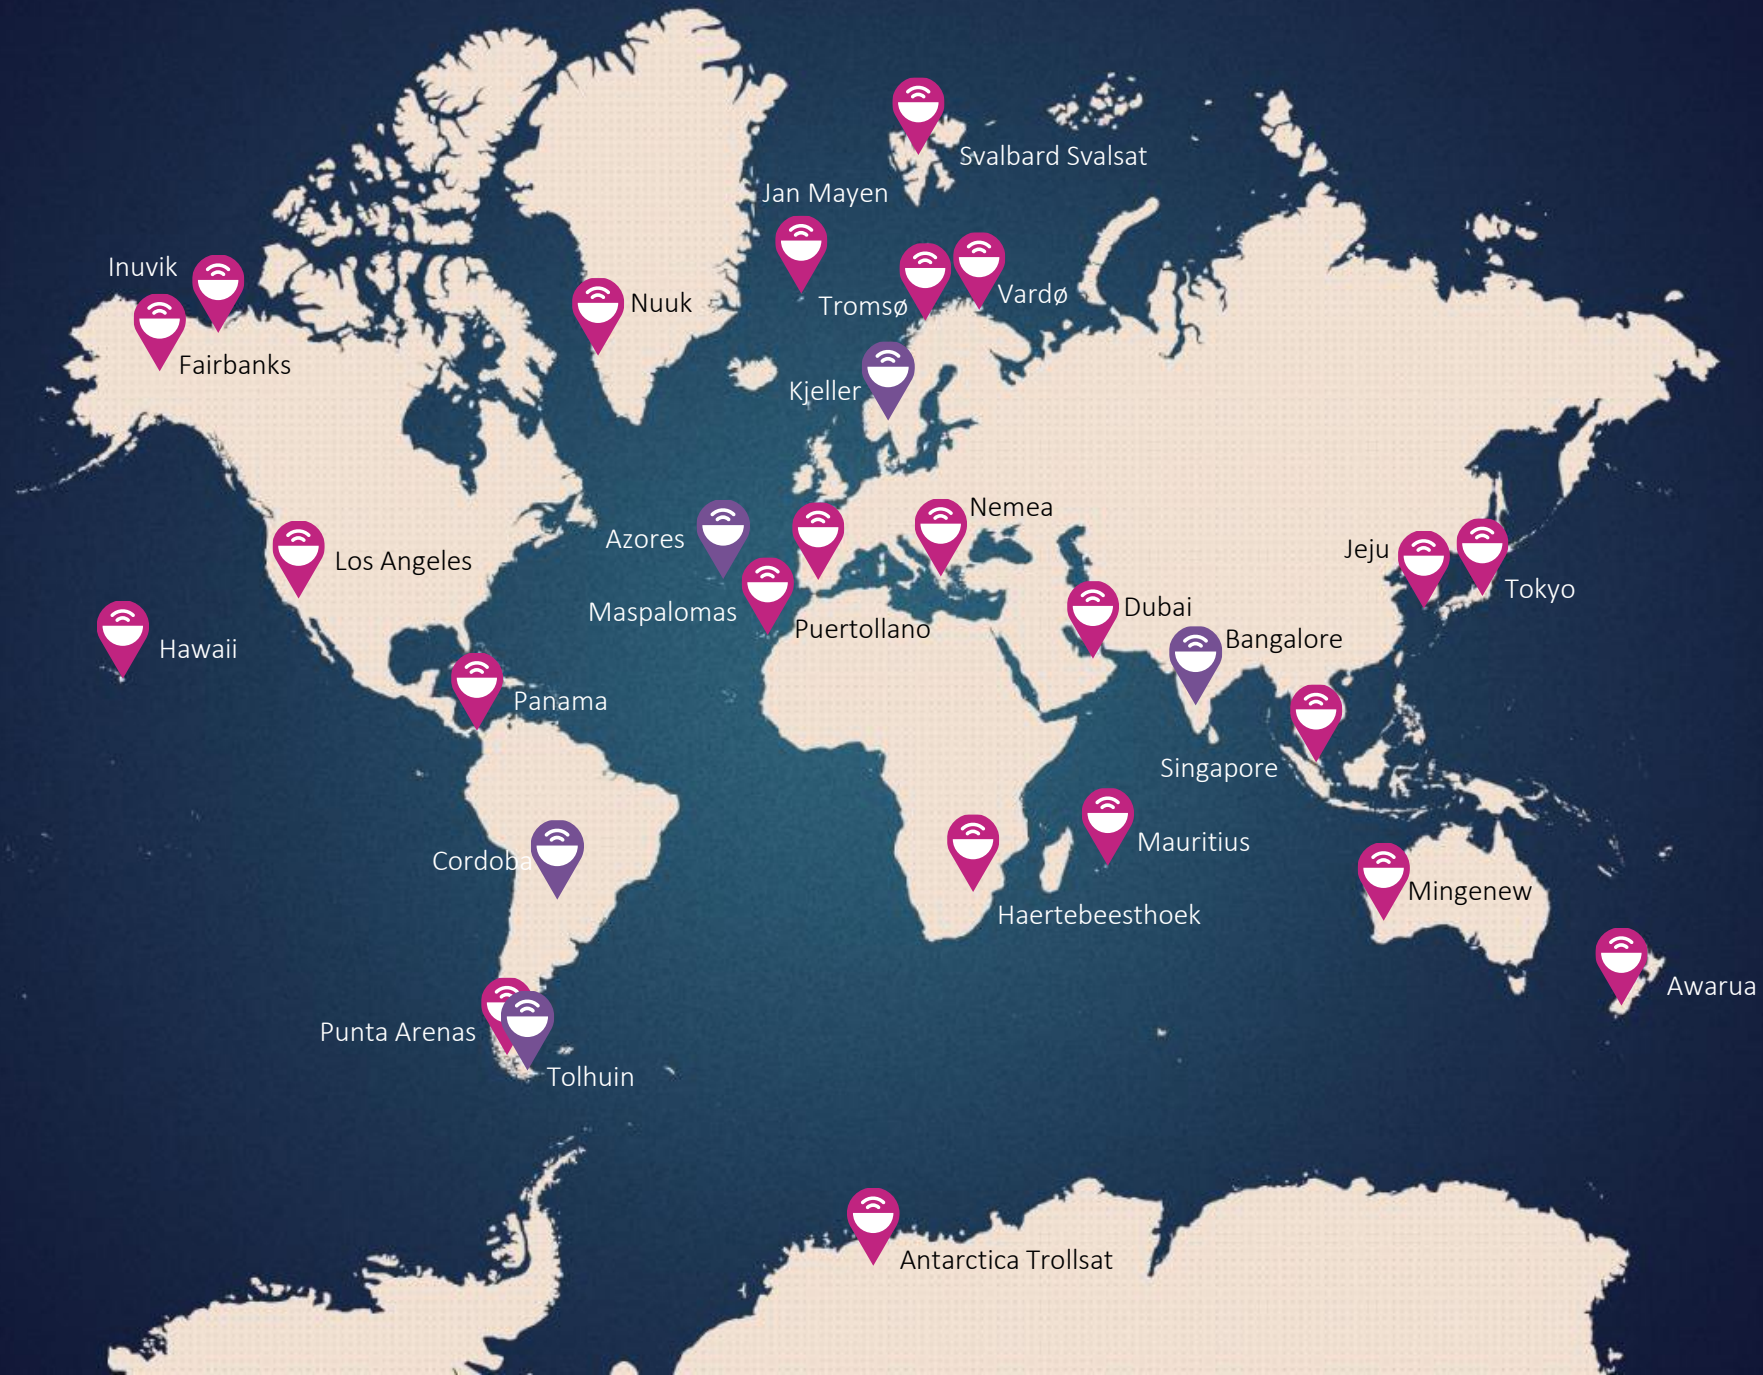 Svalbard Svalsat
Jan Mayen
Inuvik
Vardø
Nuuk
Tromsø
Fairbanks
Kjeller
Nemea
Azores
Jeju
Los Angeles
Tokyo
Dubai
Maspalomas
Puertollano
Bangalore
Hawaii
Panama
Singapore
Mauritius
Cordoba
Mingenew
Haertebeesthoek
Awarua
Punta Arenas
Tolhuin
Antarctica Trollsat